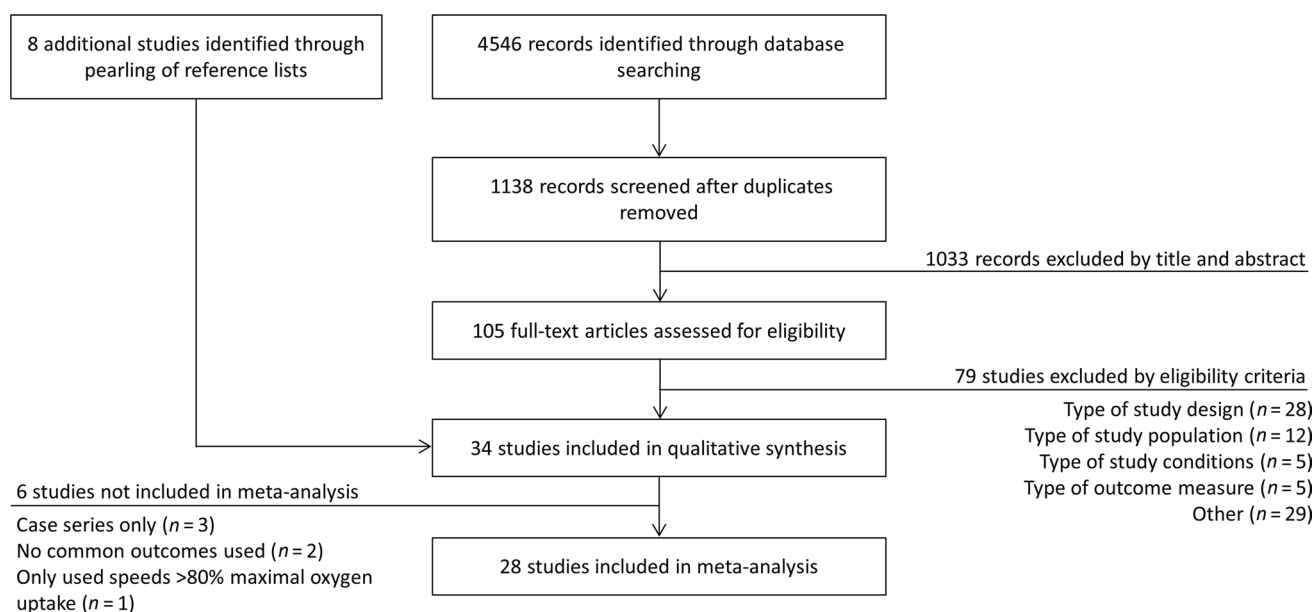 8 additional studies identified through
pearling of reference lists
4546 records identified through database
searching
1138 records screened after duplicates
removed
1033 records excluded by title and abstract
105 full-text articles assessed for eligibility
79 studies excluded by eligibility criteria
Type of study design (n = 28)
Type of study population (n = 12)
Type of study conditions (n = 5)
Type of outcome measure (n = 5)
Other (n = 29)
34 studies included in qualitative synthesis
6 studies not included in meta-analysis
Case series only (n = 3)
No common outcomes used (n = 2)
Only used speeds >80% maximal oxygen
uptake (n = 1)
28 studies included in meta-analysis